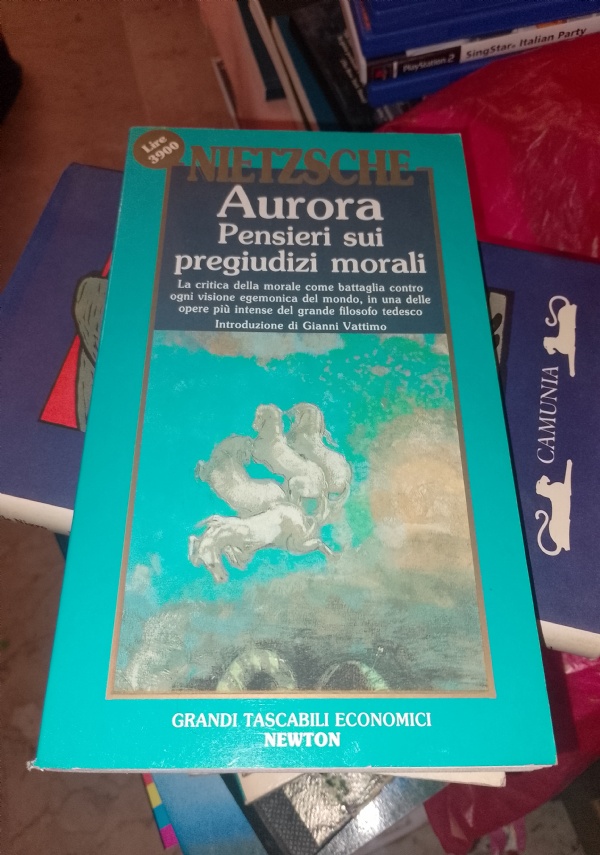 PlayStation 2
SingStar® Italian Party
Lire
3900
NIETZSCHE
Aurora
Pensieri sui
pregiudizi morali
La critica della morale come battaglia contro
ogni visione egemonica del mondo, in una delle
opere più intense del grande filosofo tedesco
Introduzione di Gianni Vattimo
CAMUNIA
GRANDI TASCABILI ECONOMICI
NEWTON